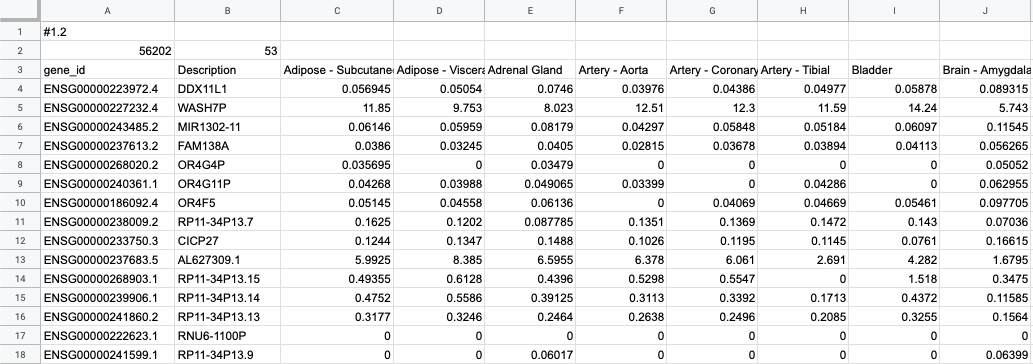 A B C D E F G H I J
1 #1.2
2 56202 53
3 gene_id Description Adipose - Subcutane Adipose - Viscera Adrenal Gland Artery - Aorta Artery - Coronary Artery - Tibial Bladder Brain - Amygdala
4 ENSG00000223972.4 DDX11L1 0.056945 0.05054 0.0746 0.03976 0.04386 0.04977 0.05878 0.089315
5 ENSG00000227232.4 WASH7P 11.85 9.753 8.023 12.51 12.3 11.59 14.24 5.743
6 ENSG00000243485.2 MIR1302-11 0.06146 0.05959 0.08179 0.04297 0.05848 0.05184 0.06097 0.11545
7 ENSG00000237613.2 FAM138A 0.0386 0.03245 0.0405 0.02815 0.03678 0.03894 0.04113 0.056265
8 ENSG00000268020.2 OR4G4P 0.035695 0 0.03479 0 0 0 0 0.05052
9 ENSG00000240361.1 OR4G11P 0.04268 0.03988 0.049065 0.03399 0 0.04286 0 0.062955
10 ENSG00000186092.4 OR4F5 0.05145 0.04558 0.06136 0 0.04069 0.04669 0.05461 0.097705
11 ENSG00000238009.2 RP11-34P13.7 0.1625 0.1202 0.087785 0.1351 0.1369 0.1472 0.143 0.07036
12 ENSG00000233750.3 CICP27 0.1244 0.1347 0.1488 0.1026 0.1195 0.1145 0.0761 0.16615
13 ENSG00000237683.5 AL627309.1 5.9925 8.385 6.5955 6.378 6.061 2.691 4.282 1.6795
14 ENSG00000268903.1 RP11-34P13.15 0.49355 0.6128 0.4396 0.5298 0.5547 0 1.518 0.3475
15 ENSG00000239906.1 RP11-34P13.14 0.4752 0.5586 0.39125 0.3113 0.3392 0.1713 0.4372 0.11585
16 ENSG00000241860.2 RP11-34P13.13 0.3177 0.3246 0.2464 0.2638 0.2496 0.2085 0.3255 0.1564
17 ENSG00000222623.1 RNU6-1100P 0 0 0 0 0 0 0 0
18 ENSG00000241599.1 RP11-34P13.9 0 0 0.06017 0 0 0 0 0.06399